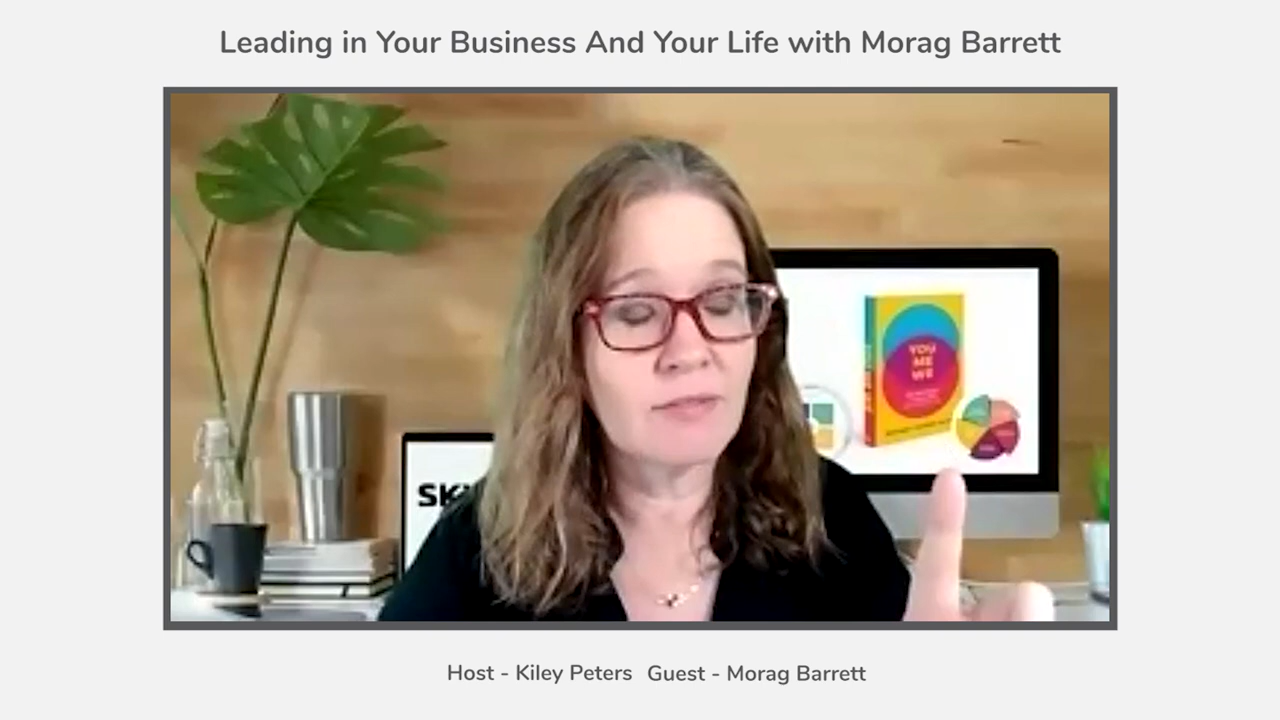 Leading in Your Business And Your Life with Morag Barrett
YOU
ME
WE
SK
Host - Kiley Peters Guest - Morag Barrett